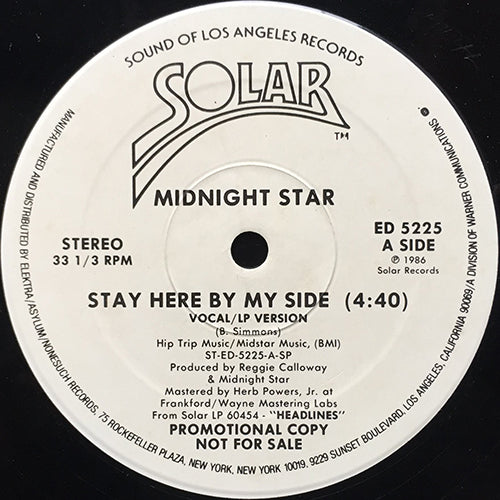 SOUND OF LOS ANGELES RECORDS
SOLAR
TM
MIDNIGHT STAR
STEREO
33 1/3 RPM
ED 5225
A SIDE
℗ 1986
Solar Records
STAY HERE BY MY SIDE (4:40)
VOCAL/LP VERSION
(B. Simmons)
Hip Trip Music/Midstar Music, (BMI)
ST-ED-5225-A-SP
Produced by Reggie Calloway
& Midnight Star
Mastered by Herb Powers, Jr. at
Frankford/Wayne Mastering Labs
From Solar LP 60454 - "HEADLINES"
PROMOTIONAL COPY
NOT FOR SALE
MANUFACTURED AND DISTRIBUTED BY ELEKTRA/ASYLUM/NONESUCH RECORDS, 75 ROCKEFELLER PLAZA, NEW YORK, NEW YORK 10019. 9229 SUNSET BOULEVARD, LOS ANGELES, CALIFORNIA 90069/A DIVISION OF WARNER COMMUNICATIONS ®